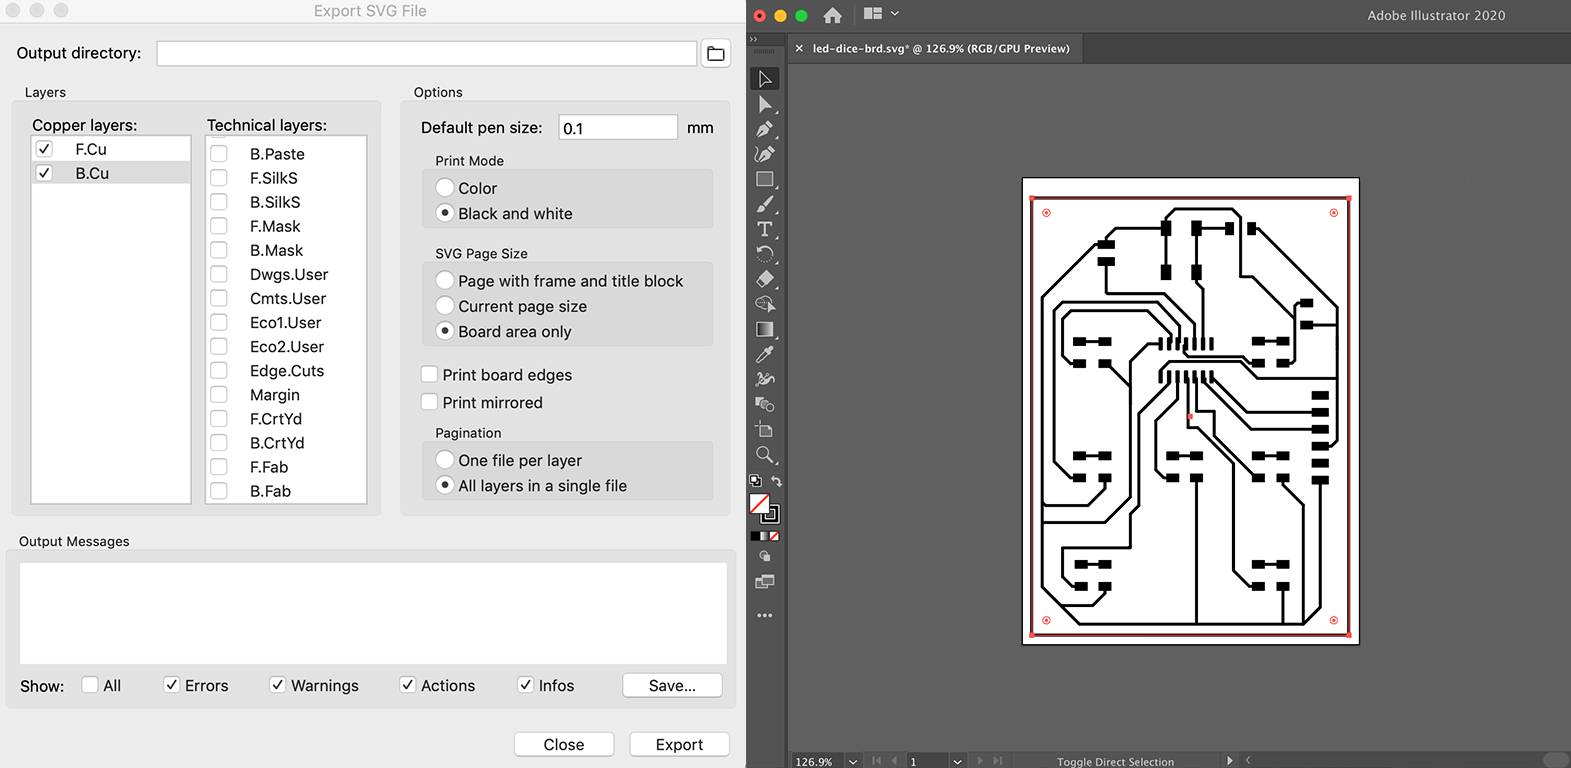 Export SVG File
Output directory:
Layers
Copper layers:
F.Cu
B.Cu
Technical layers:
B.Paste
F.SilkS
B.SilkS
F.Mask
B.Mask
Dwgs.User
Cmts.User
Eco1.User
Eco2.User
Edge.Cuts
Margin
F.CrtYd
B.CrtYd
F.Fab
B.Fab
Options
Default pen size: 0.1 mm
Print Mode
Color
Black and white
SVG Page Size
Page with frame and title block
Current page size
Board area only
Print board edges
Print mirrored
Pagination
One file per layer
All layers in a single file
Output Messages
Show: All Errors Warnings Actions Infos Save...
Close Export
Adobe Illustrator 2020
led-dice-brd.svg* @ 126.9% (RGB/GPU Preview)
126.9% 1 Toggle Direct Selection